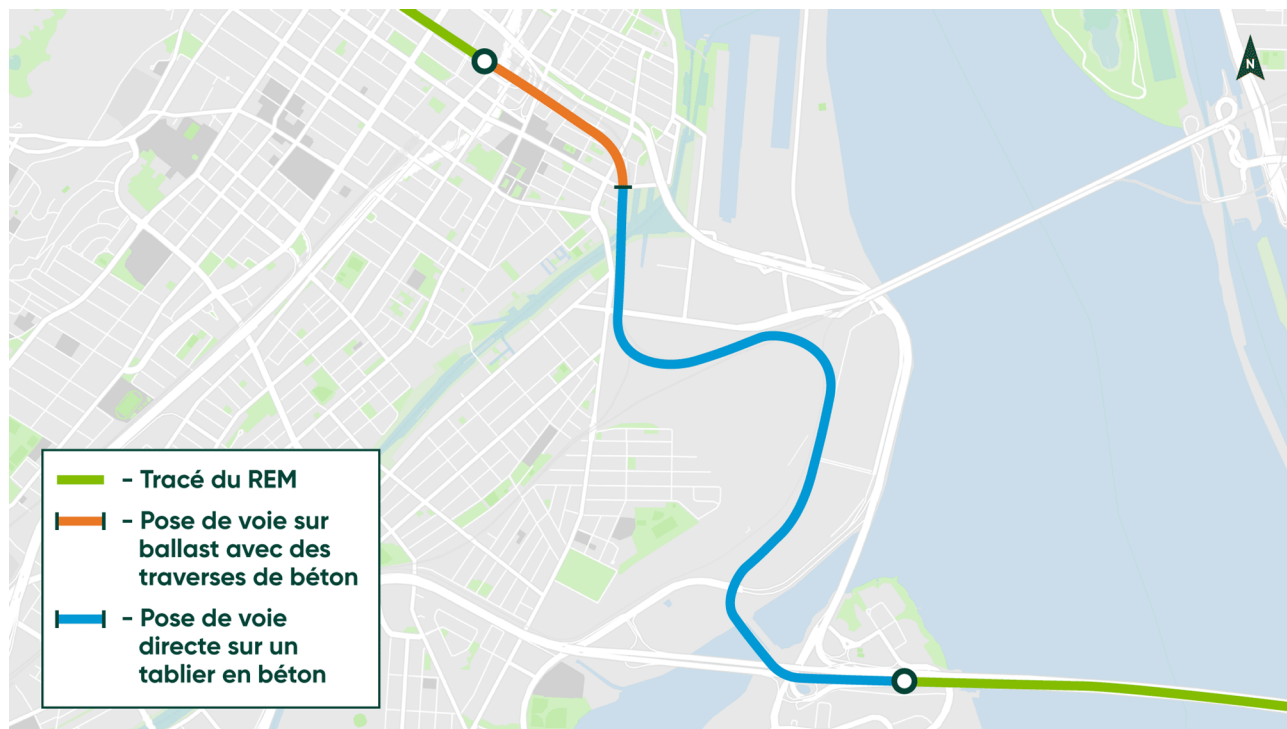 N
– Tracé du REM
– Pose de voie sur
ballast avec des
traverses de béton
– Pose de voie
directe sur un
tablier en béton